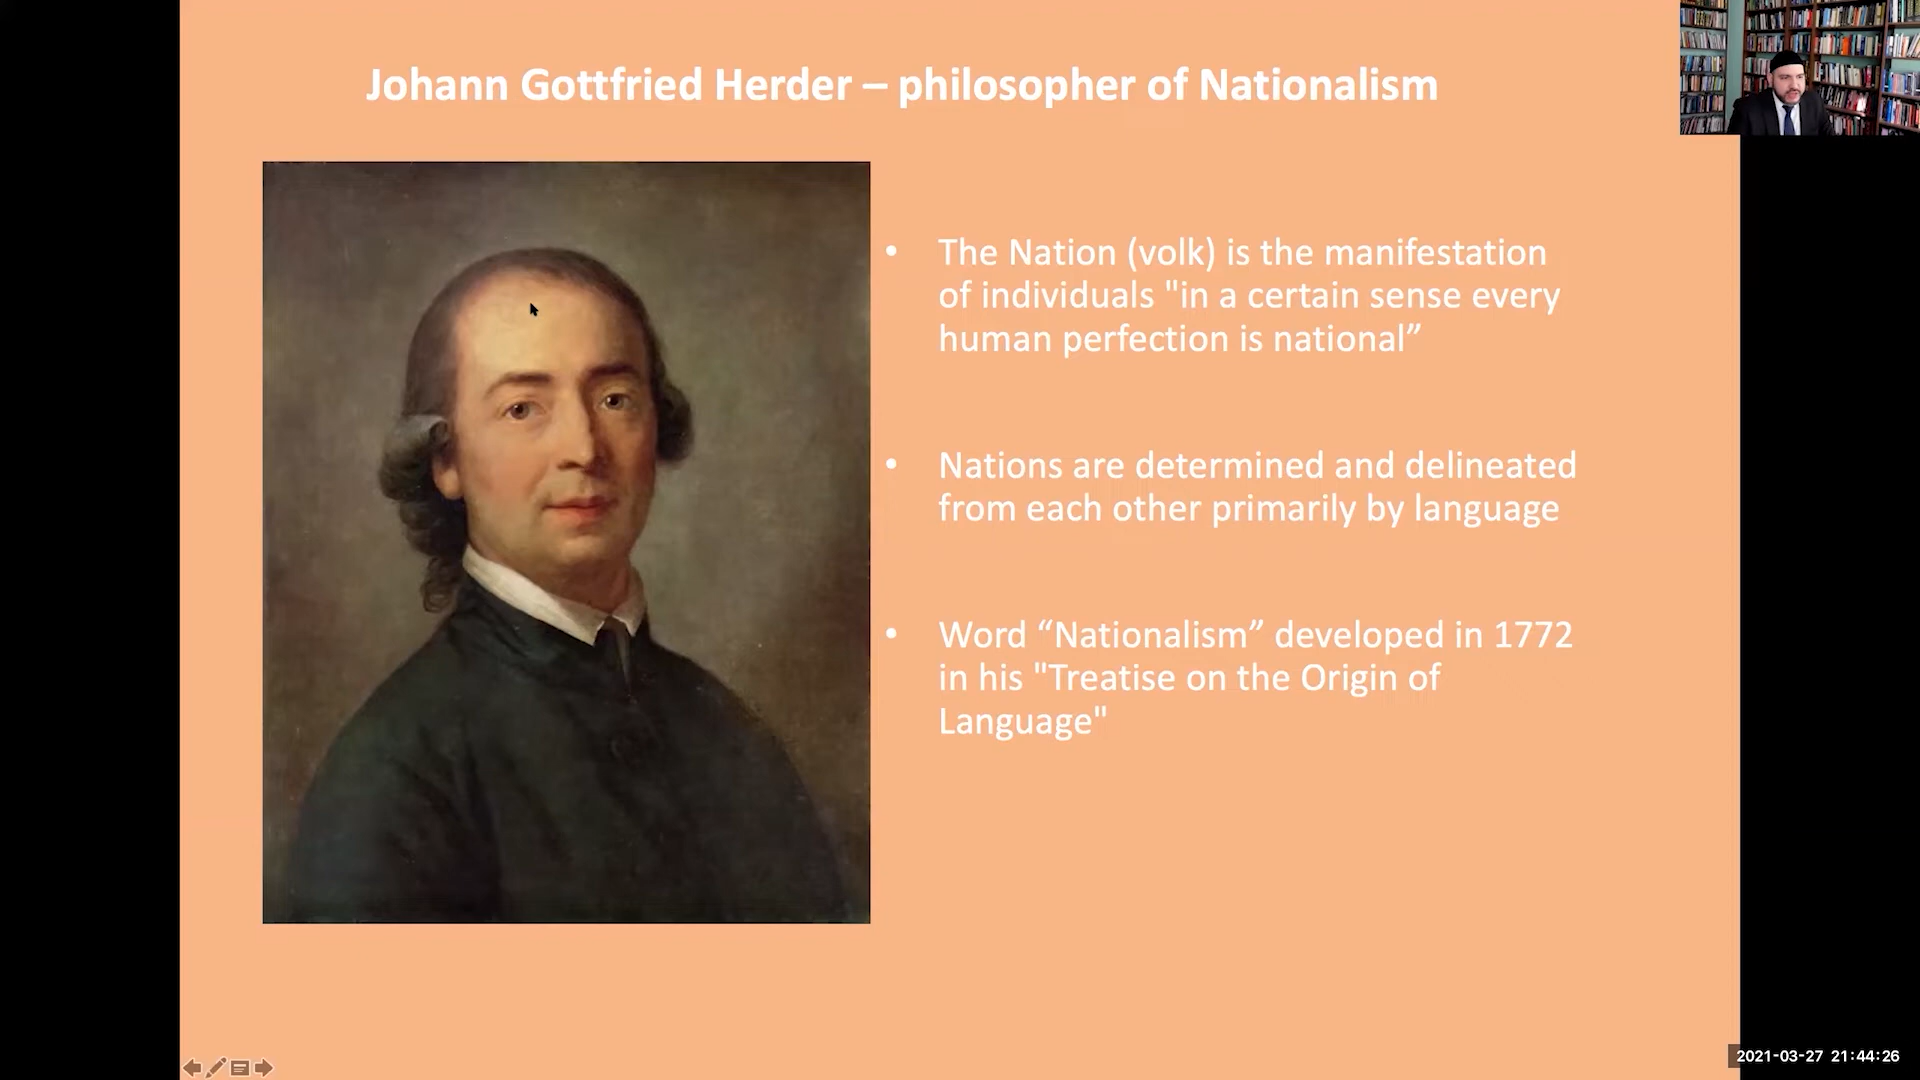 Johann Gottfried Herder – philosopher of Nationalism
• The Nation (volk) is the manifestation
of individuals "in a certain sense every
human perfection is national”
• Nations are determined and delineated
from each other primarily by language
• Word “Nationalism” developed in 1772
in his "Treatise on the Origin of
Language"
2021-03-27 21:44:26